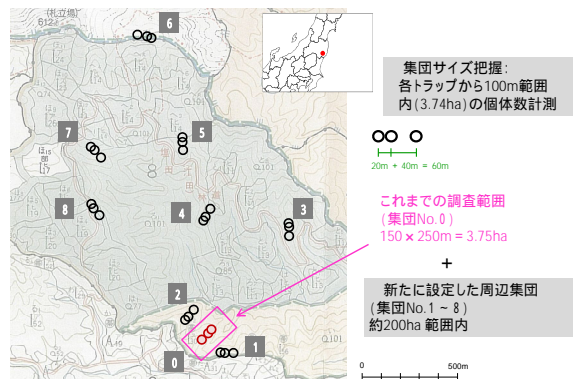 (札立場)
612
6
集団サイズ把握：
各トラップから100m範囲
内(3.74ha)の個体数計測
5
7
20m + 40m = 60m
8
4
3
これまでの調査範囲
(集団No.0)
150 × 250m = 3.75ha
+
2
新たに設定した周辺集団
(集団No.1 ~ 8)
約200ha 範囲内
1
0
0 500m